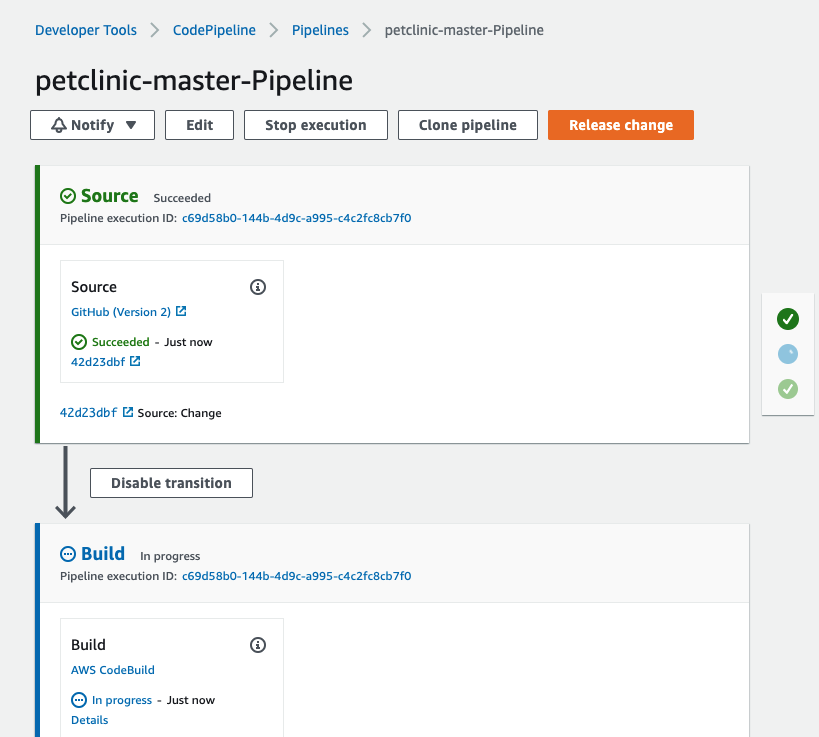 Developer Tools > CodePipeline > Pipelines > petclinic-master-Pipeline
petclinic-master-Pipeline
Notify ▼ Edit Stop execution Clone pipeline Release change
Source Succeeded
Pipeline execution ID: c69d58b0-144b-4d9c-a995-c4c2fc8cb7f0
Source
GitHub (Version 2)
Succeeded - Just now
42d23dbf
42d23dbf Source: Change
Disable transition
Build In progress
Pipeline execution ID: c69d58b0-144b-4d9c-a995-c4c2fc8cb7f0
Build
AWS CodeBuild
In progress - Just now
Details